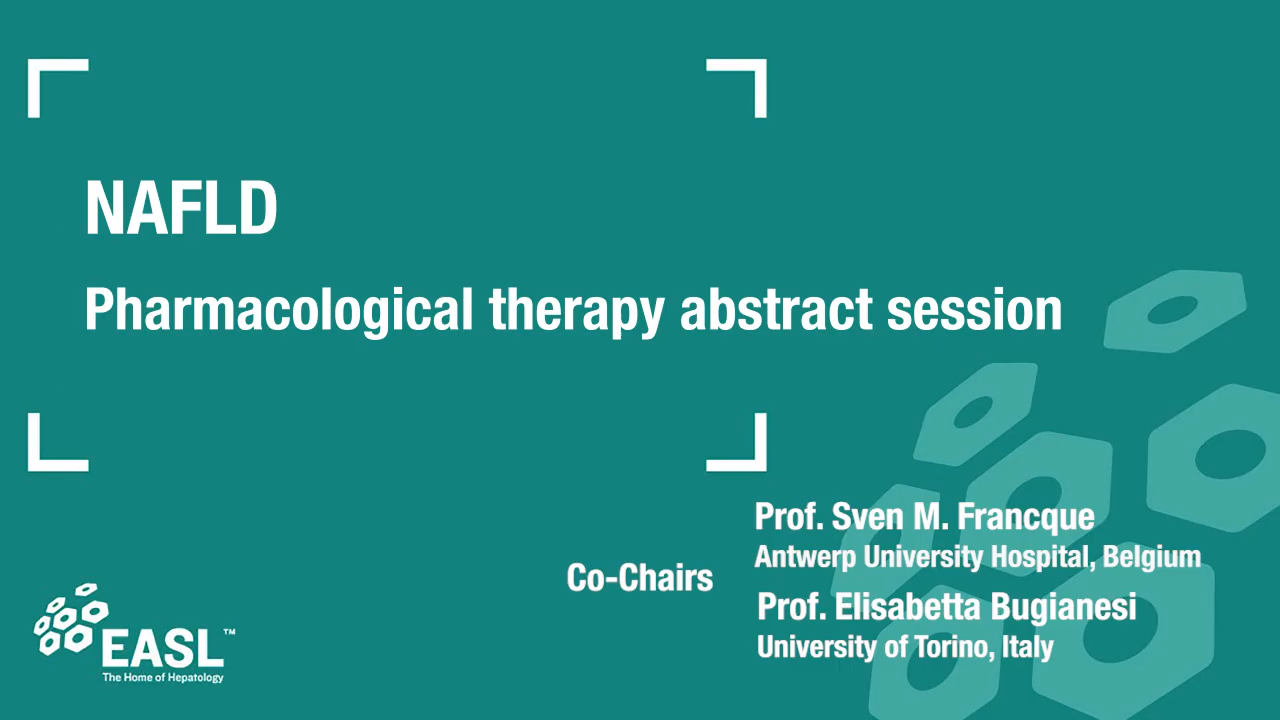 NAFLD
Pharmacological therapy abstract session
Co-Chairs
Prof. Sven M. Francque
Antwerp University Hospital, Belgium
Prof. Elisabetta Bugianesi
University of Torino, Italy
EASL™
The Home of Hepatology